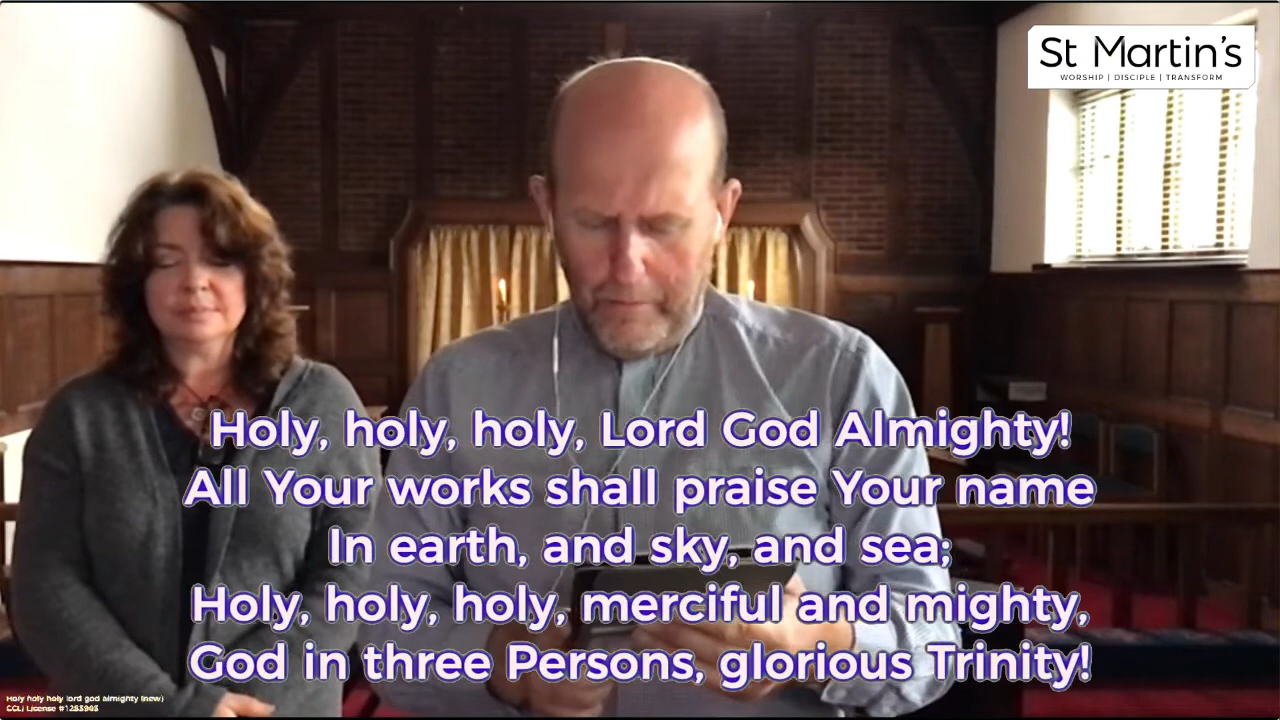 St Martin's
WORSHIP | DISCIPLE | TRANSFORM
Holy, holy, holy, Lord God Almighty!
All Your works shall praise Your name
In earth, and sky, and sea;
Holy, holy, holy, merciful and mighty,
God in three Persons, glorious Trinity!
Holy holy holy lord god almighty (new)
CCLI License